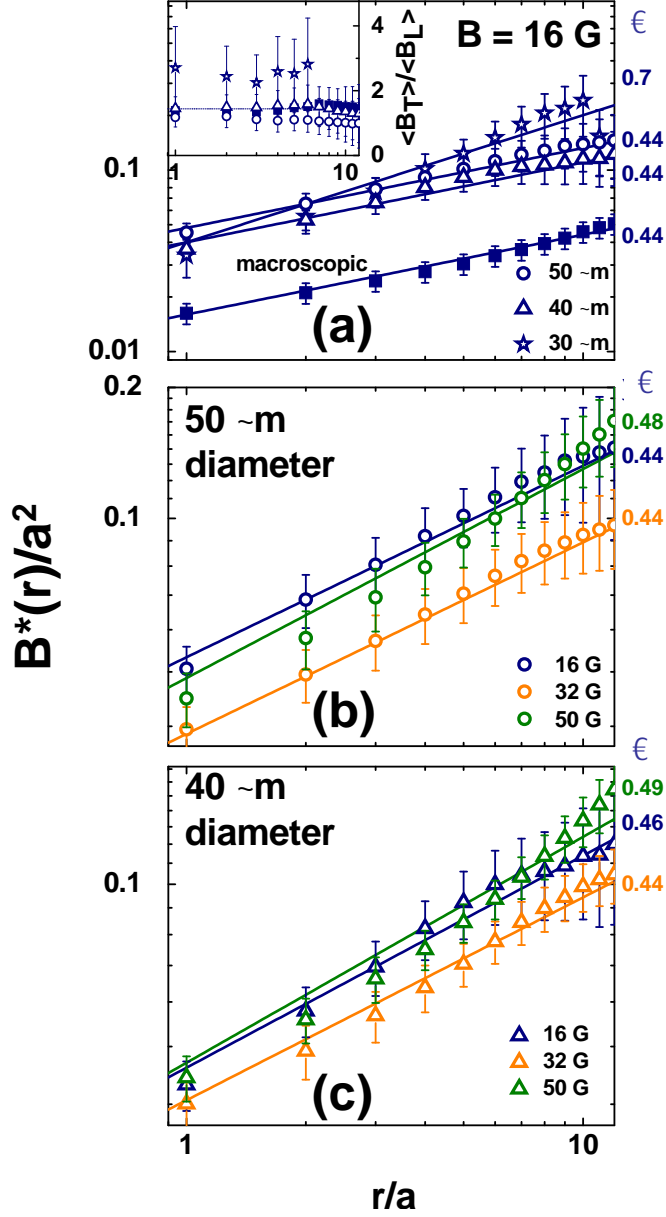 4
2
0
1
10
<B_T>/<B_L>
B = 16 G
€
0.7
0.44
0.44
0.44
0.1
0.01
macroscopic
(a)
50 ~m
40 ~m
30 ~m
B*(r)/a²
0.2
0.1
50 ~m
diameter
€
0.48
0.44
0.44
(b)
16 G
32 G
50 G
0.1
40 ~m
diameter
€
0.49
0.46
0.44
(c)
16 G
32 G
50 G
1
10
r/a